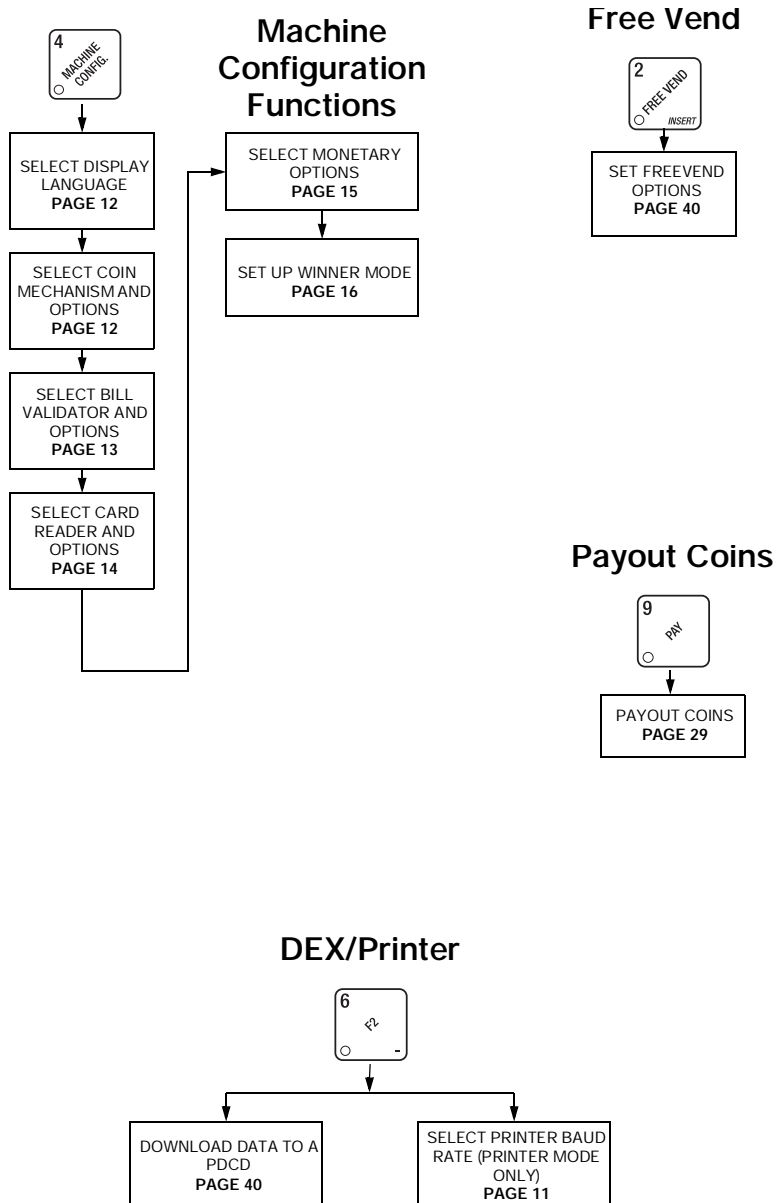 Machine
Configuration
Functions
4
MACHINE
CONFIG.
SELECT DISPLAY
LANGUAGE
PAGE 12
SELECT COIN
MECHANISM AND
OPTIONS
PAGE 12
SELECT BILL
VALIDATOR AND
OPTIONS
PAGE 13
SELECT CARD
READER AND
OPTIONS
PAGE 14
SELECT MONETARY
OPTIONS
PAGE 15
SET UP WINNER MODE
PAGE 16
Free Vend
2
FREE VEND
INSERT
SET FREEVEND
OPTIONS
PAGE 40
Payout Coins
9
PAY
PAYOUT COINS
PAGE 29
DEX/Printer
6
F2
-
DOWNLOAD DATA TO A
PDCD
PAGE 40
SELECT PRINTER BAUD
RATE (PRINTER MODE
ONLY)
PAGE 11